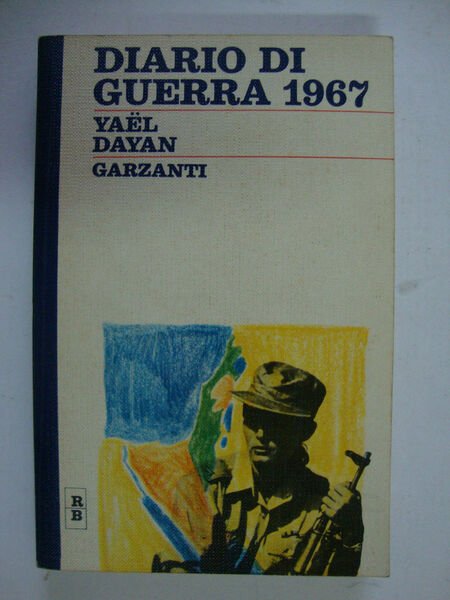 DIARIO DI
GUERRA 1967
YAËL
DAYAN
GARZANTI
R
B